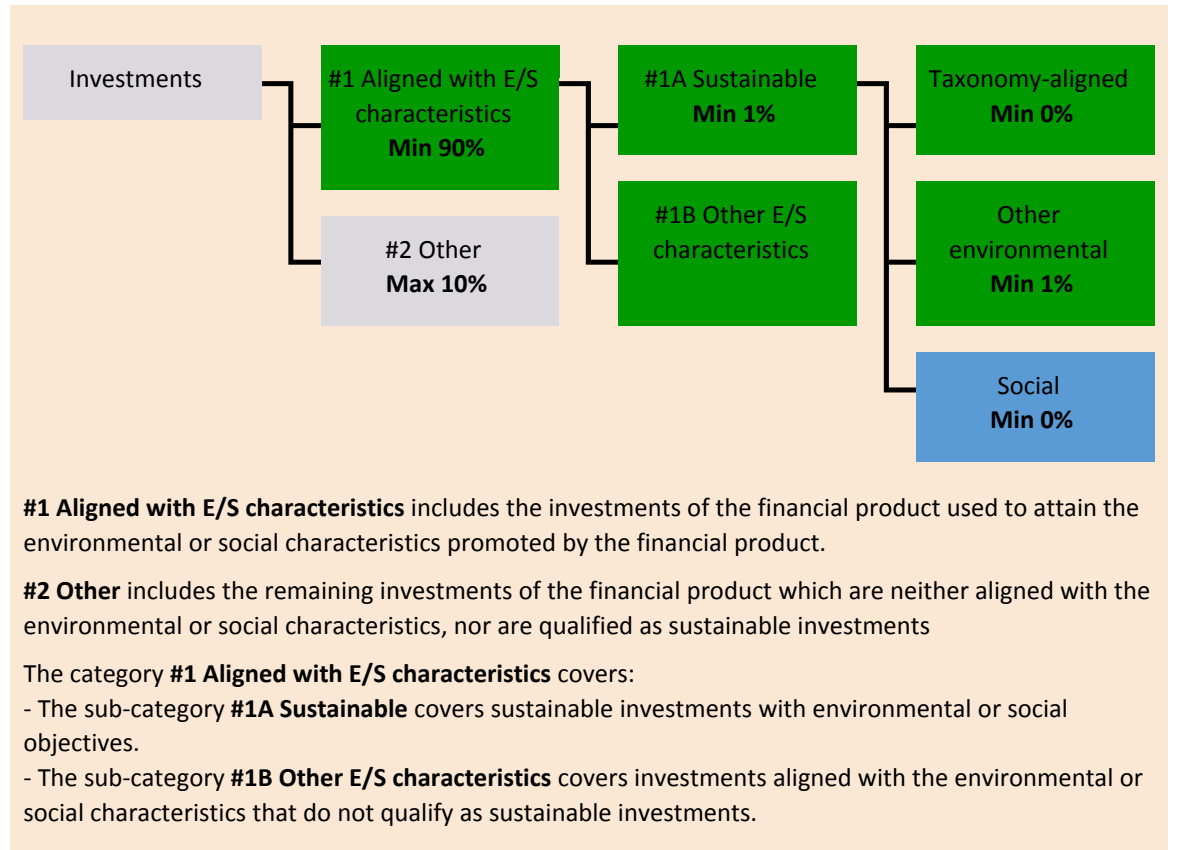 Investments
#1 Aligned with E/S
characteristics
Min 90%
#2 Other
Max 10%
#1A Sustainable
Min 1%
#1B Other E/S
characteristics
Taxonomy-aligned
Min 0%
Other
environmental
Min 1%
Social
Min 0%
#1 Aligned with E/S characteristics includes the investments of the financial product used to attain the
environmental or social characteristics promoted by the financial product.
#2 Other includes the remaining investments of the financial product which are neither aligned with the
environmental or social characteristics, nor are qualified as sustainable investments
The category #1 Aligned with E/S characteristics covers:
- The sub-category #1A Sustainable covers sustainable investments with environmental or social
objectives.
- The sub-category #1B Other E/S characteristics covers investments aligned with the environmental or
social characteristics that do not qualify as sustainable investments.